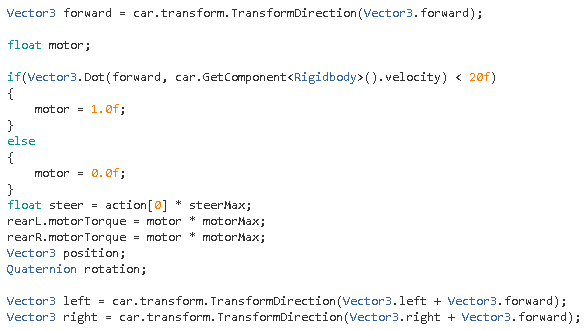 Vector3 forward = car.transform.TransformDirection(Vector3.forward);
float motor;
if(Vector3.Dot(forward, car.GetComponent<Rigidbody>().velocity) < 20f)
{
motor = 1.0f;
}
else
{
motor = 0.0f;
}
float steer = action[0] * steerMax;
rearL.motorTorque = motor * motorMax;
rearR.motorTorque = motor * motorMax;
Vector3 position;
Quaternion rotation;
Vector3 left = car.transform.TransformDirection(Vector3.left + Vector3.forward);
Vector3 right = car.transform.TransformDirection(Vector3.right + Vector3.forward);